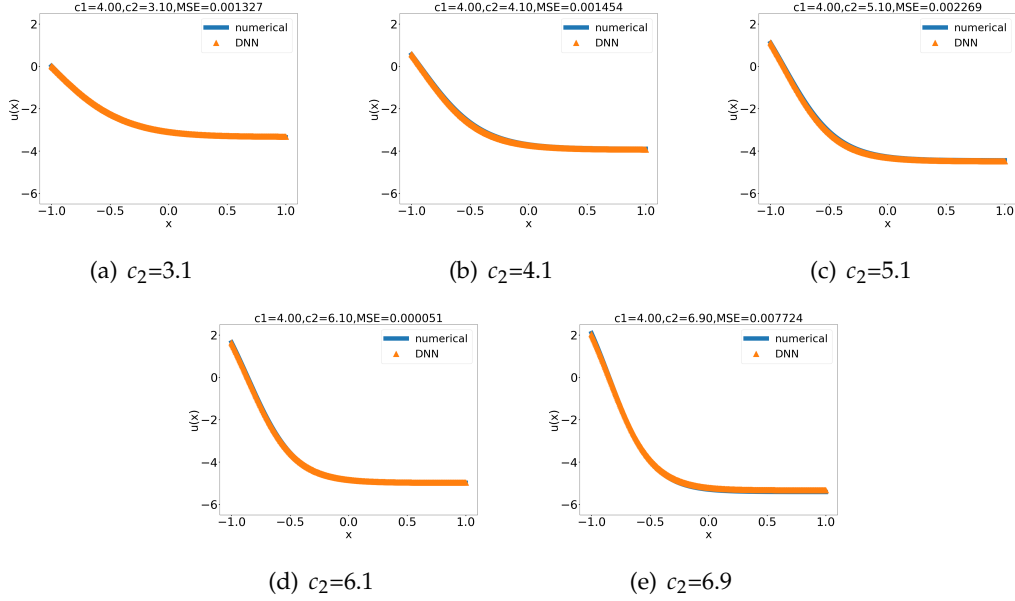 c1=4.00,c2=3.10,MSE=0.001327
numerical
DNN
u(x)
2
0
−2
−4
−6
−1.0 −0.5 0.0 0.5 1.0
x
(a) c₂=3.1
c1=4.00,c2=4.10,MSE=0.001454
numerical
DNN
u(x)
2
0
−2
−4
−6
−1.0 −0.5 0.0 0.5 1.0
x
(b) c₂=4.1
c1=4.00,c2=5.10,MSE=0.002269
numerical
DNN
u(x)
2
0
−2
−4
−6
−1.0 −0.5 0.0 0.5 1.0
x
(c) c₂=5.1
c1=4.00,c2=6.10,MSE=0.000051
numerical
DNN
u(x)
2
0
−2
−4
−6
−1.0 −0.5 0.0 0.5 1.0
x
(d) c₂=6.1
c1=4.00,c2=6.90,MSE=0.007724
numerical
DNN
u(x)
2
0
−2
−4
−6
−1.0 −0.5 0.0 0.5 1.0
x
(e) c₂=6.9